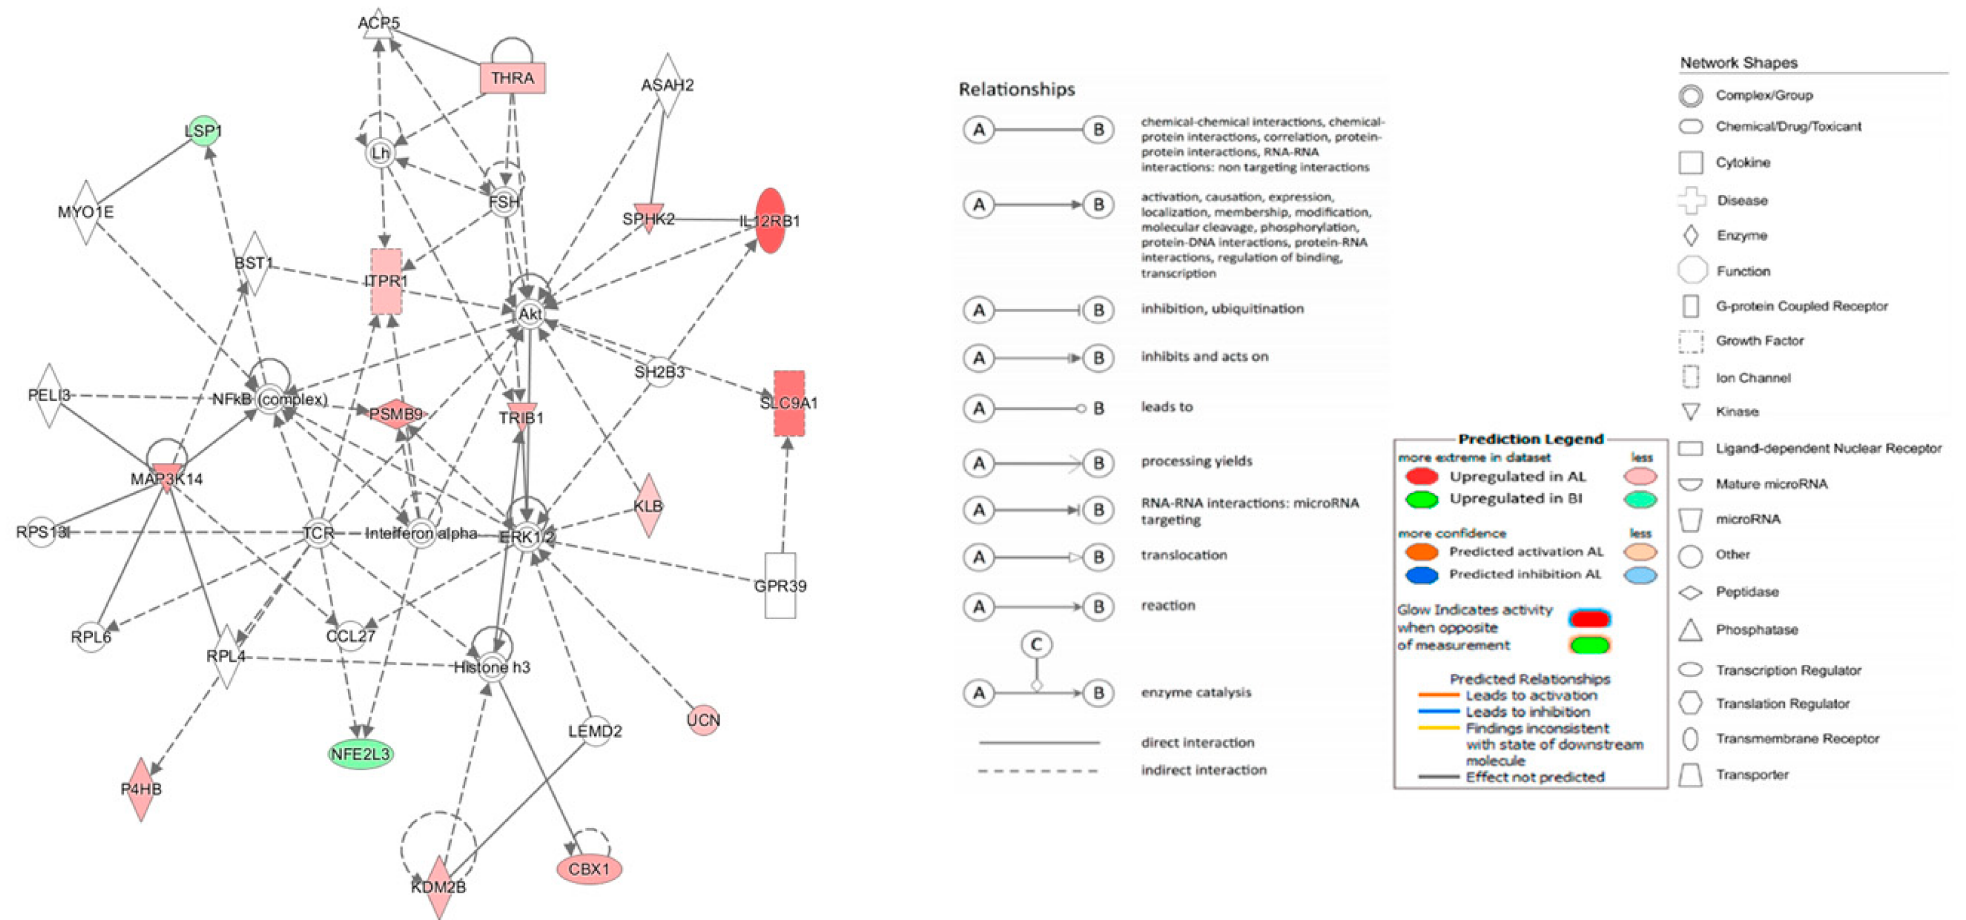 ACP5
THRA
ASAH2
LSP1
Lh
FSH
MYO1E
SPHK2
IL12RB1
BST1
ITPR1
Akt
SH2B3
PELI3
NFkB (complex)
PSMB9
TRIB1
SLC9A1
MAP3K14
KLB
RPS13
TCR
Interferon alpha
ERK1/2
GPR39
RPL6
CCL27
RPL4
Histone h3
UCN
LEMD2
NFE2L3
P4HB
CBX1
KDM2B
Relationships
A B chemical-chemical interactions, chemical-
protein interactions, correlation, protein-
protein interactions, RNA-RNA
interactions: non targeting interactions
A B activation, causation, expression,
localization, membership, modification,
molecular cleavage, phosphorylation,
protein-DNA interactions, protein-RNA
interactions, regulation of binding,
transcription
A B inhibition, ubiquitination
A B inhibits and acts on
A B leads to
A B processing yields
A B RNA-RNA interactions: microRNA
targeting
A B translocation
A B reaction
C
A B enzyme catalysis
direct interaction
indirect interaction
Prediction Legend
more extreme in dataset less
Upregulated in AL
Upregulated in BI
more confidence less
Predicted activation AL
Predicted inhibition AL
Glow Indicates activity
when opposite
of measurement
Predicted Relationships
Leads to activation
Leads to inhibition
Findings inconsistent
with state of downstream
molecule
Effect not predicted
Network Shapes
Complex/Group
Chemical/Drug/Toxicant
Cytokine
Disease
Enzyme
Function
G-protein Coupled Receptor
Growth Factor
Ion Channel
Kinase
Ligand-dependent Nuclear Receptor
Mature microRNA
microRNA
Other
Peptidase
Phosphatase
Transcription Regulator
Translation Regulator
Transmembrane Receptor
Transporter